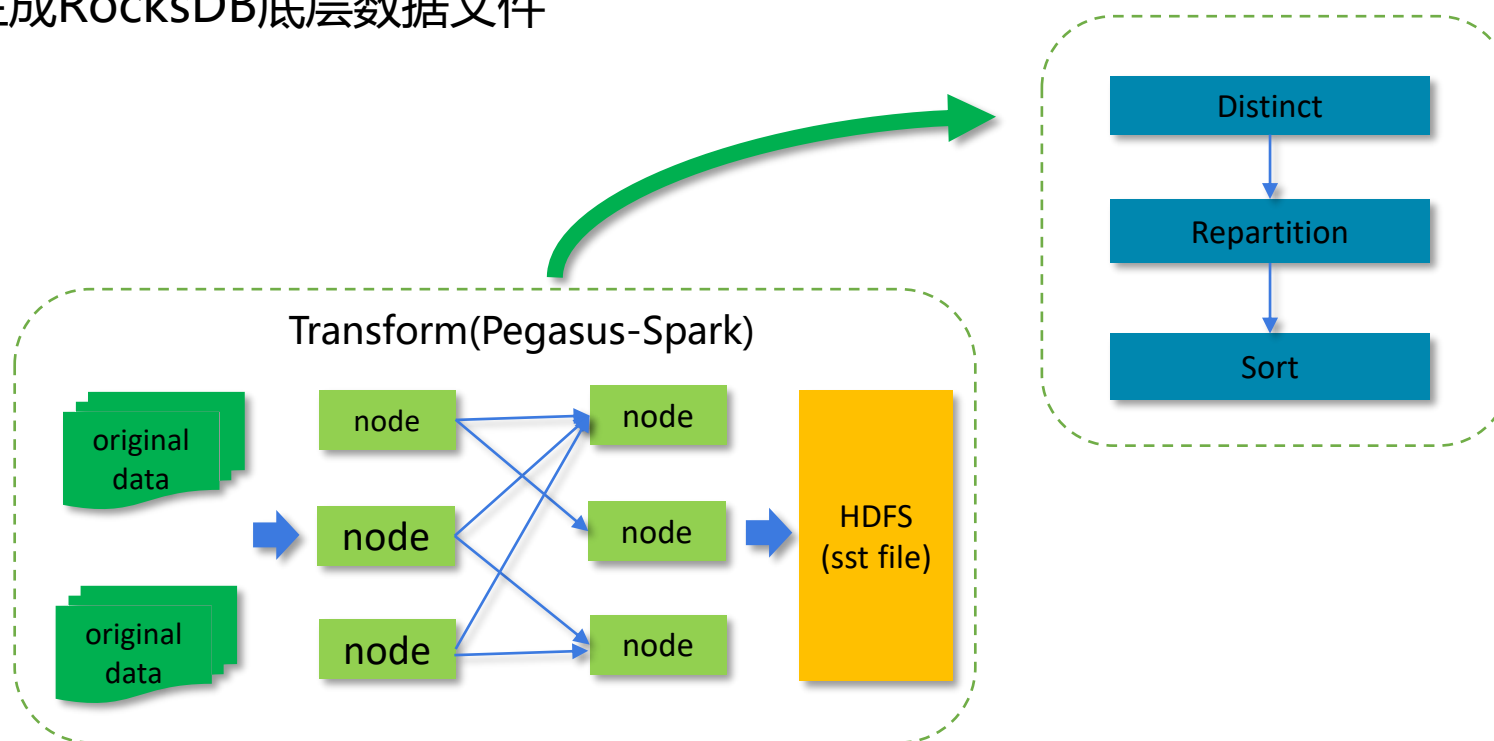 成RocksDB底层数据文件
Distinct
Repartition
Sort
Transform(Pegasus-Spark)
original
data
original
data
node
node
node
node
node
node
HDFS
(sst file)